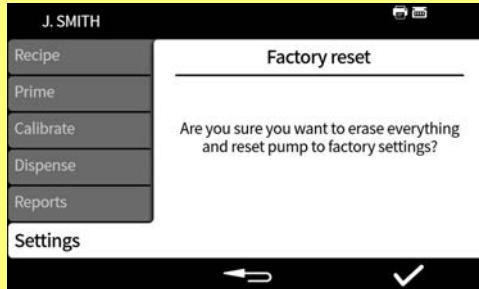 J. SMITH
Recipe
Prime
Calibrate
Dispense
Reports
Settings
Factory reset
Are you sure you want to erase everything
and reset pump to factory settings?